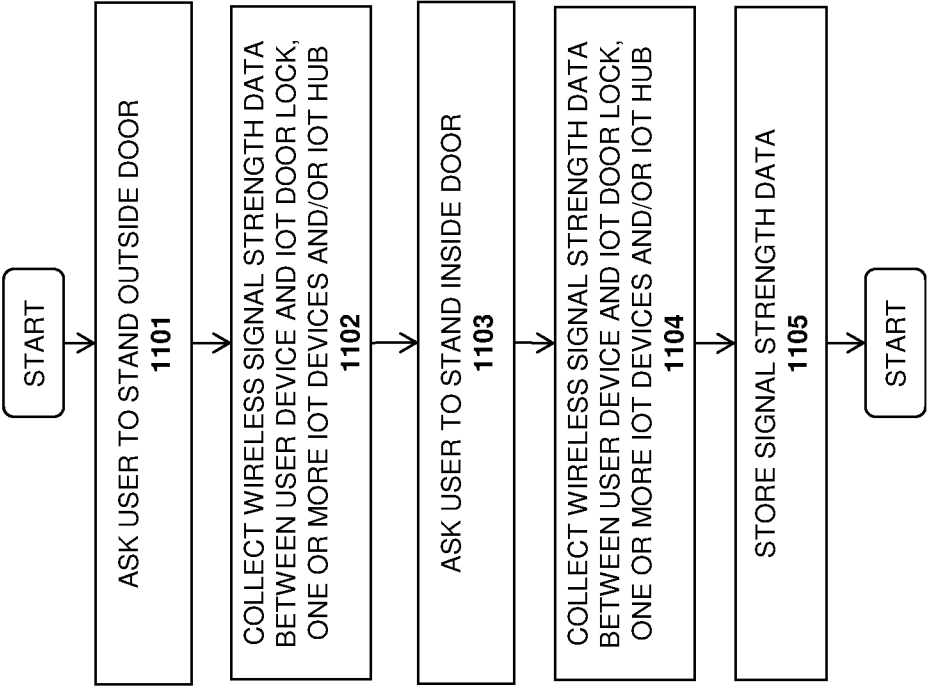 START
ASK USER TO STAND OUTSIDE DOOR
1101
COLLECT WIRELESS SIGNAL STRENGTH DATA
BETWEEN USER DEVICE AND IOT DOOR LOCK,
ONE OR MORE IOT DEVICES AND/OR IOT HUB
1102
ASK USER TO STAND INSIDE DOOR
1103
COLLECT WIRELESS SIGNAL STRENGTH DATA
BETWEEN USER DEVICE AND IOT DOOR LOCK,
ONE OR MORE IOT DEVICES AND/OR IOT HUB
1104
STORE SIGNAL STRENGTH DATA
1105
START